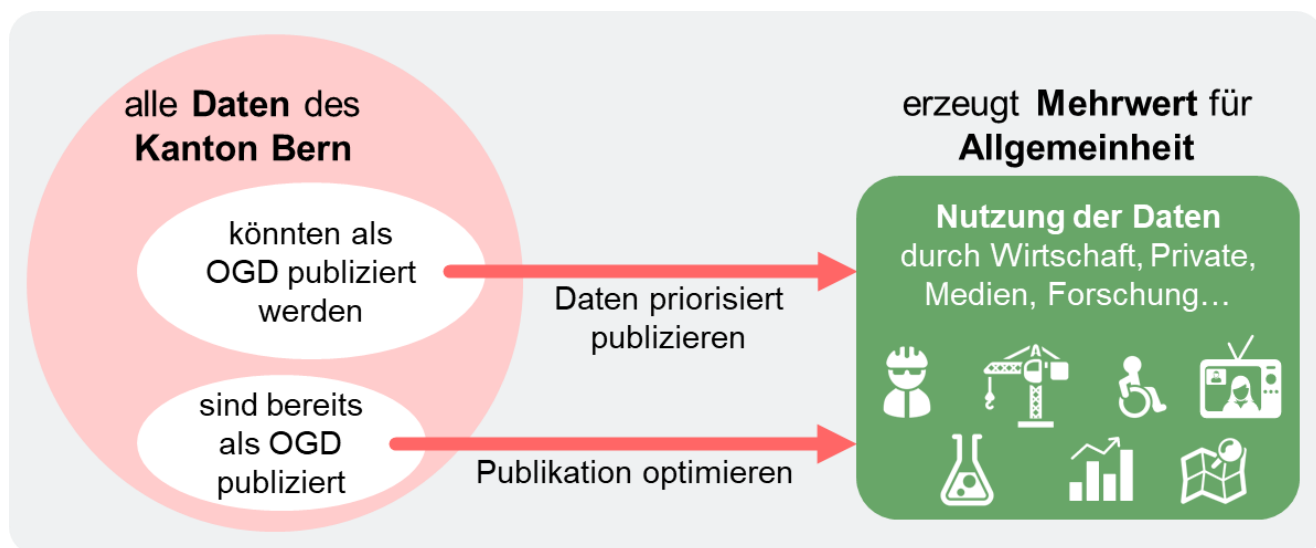 alle Daten des
Kanton Bern
könnten als
OGD publiziert
werden
sind bereits
als OGD
publiziert
Daten priorisiert
publizieren
Publikation optimieren
erzeugt Mehrwert für
Allgemeinheit
Nutzung der Daten
durch Wirtschaft, Private,
Medien, Forschung…